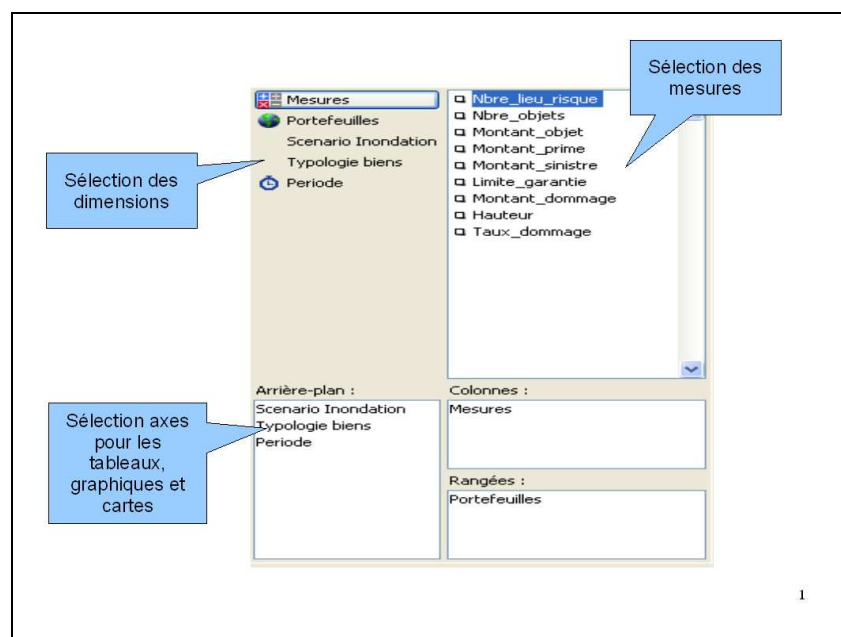 Sélection des
mesures
Mesures
Portefeuilles
Scenario Inondation
Typologie biens
Periode
Nbre_lieu_risque
Nbre_objets
Montant_objet
Montant_prime
Montant_sinistre
Limite_garantie
Montant_dommage
Hauteur
Taux_dommage
Sélection des
dimensions
Arrière-plan :
Scenario Inondation
Typologie biens
Periode
Colonnes :
Mesures
Rangées :
Portefeuilles
Sélection axes
pour les
tableaux,
graphiques et
cartes
1